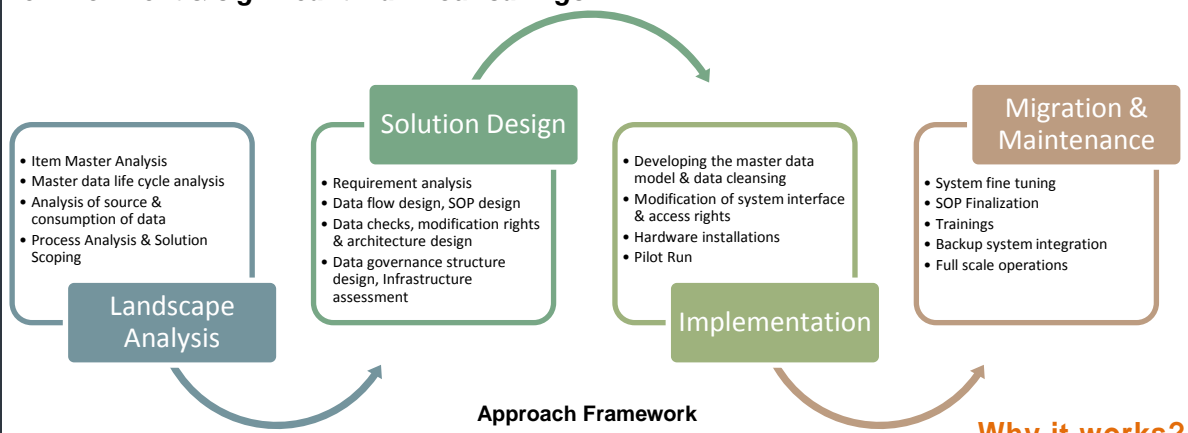 Solution Design
Migration &
Maintenance
• Item Master Analysis
• Master data life cycle analysis
• Analysis of source &
consumption of data
• Process Analysis & Solution
Scoping
Landscape
Analysis
• Requirement analysis
• Data flow design, SOP design
• Data checks, modification rights
& architecture design
• Data governance structure
design, Infrastructure
assessment
• Developing the master data
model & data cleansing
• Modification of system interface
& access rights
• Hardware installations
• Pilot Run
Implementation
• System fine tuning
• SOP Finalization
• Trainings
• Backup system integration
• Full scale operations
Approach Framework
Why it works?